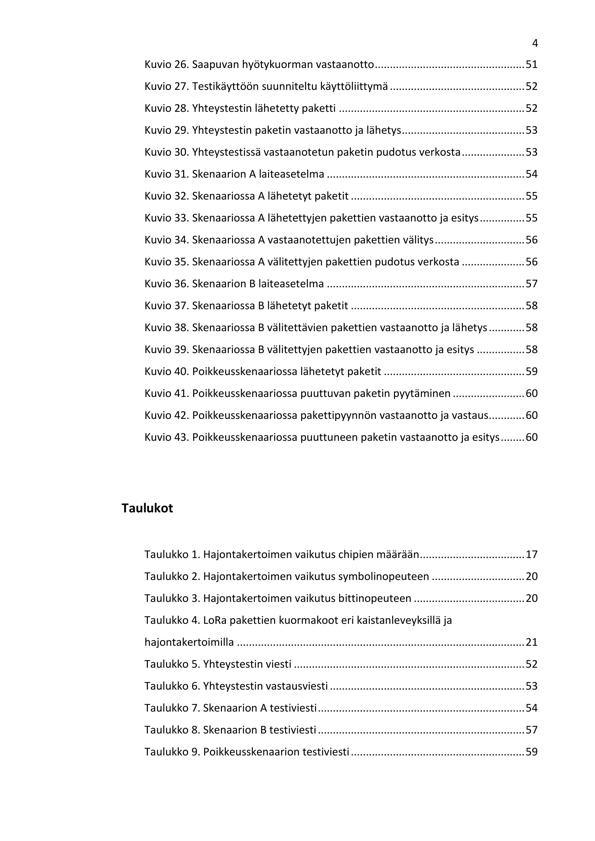 4
Kuvio 26. Saapuvan hyötykuorman vastaanotto.................................................51
Kuvio 27. Testikäyttöön suunniteltu käyttöliittymä ............................................52
Kuvio 28. Yhteystestin lähetetty paketti .............................................................52
Kuvio 29. Yhteystestin paketin vastaanotto ja lähetys........................................53
Kuvio 30. Yhteystestissä vastaanotetun paketin pudotus verkosta.....................53
Kuvio 31. Skenaarion A laiteasetelma .................................................................54
Kuvio 32. Skenaariossa A lähetetyt paketit .........................................................55
Kuvio 33. Skenaariossa A lähetettyjen pakettien vastaanotto ja esitys...............55
Kuvio 34. Skenaariossa A vastaanotettujen pakettien välitys..............................56
Kuvio 35. Skenaariossa A välitettyjen pakettien pudotus verkosta .....................56
Kuvio 36. Skenaarion B laiteasetelma .................................................................57
Kuvio 37. Skenaariossa B lähetetyt paketit .........................................................58
Kuvio 38. Skenaariossa B välitettävien pakettien vastaanotto ja lähetys............58
Kuvio 39. Skenaariossa B välitettyjen pakettien vastaanotto ja esitys ................58
Kuvio 40. Poikkeusskenaariossa lähetetyt paketit ..............................................59
Kuvio 41. Poikkeusskenaariossa puuttuvan paketin pyytäminen ........................60
Kuvio 42. Poikkeusskenaariossa pakettipyynnön vastaanotto ja vastaus............60
Kuvio 43. Poikkeusskenaariossa puuttuneen paketin vastaanotto ja esitys........60
Taulukot
Taulukko 1. Hajontakertoimen vaikutus chipien määrään..................................17
Taulukko 2. Hajontakertoimen vaikutus symbolinopeuteen ..............................20
Taulukko 3. Hajontakertoimen vaikutus bittinopeuteen ....................................20
Taulukko 4. LoRa pakettien kuormakoot eri kaistanleveyksillä ja
hajontakertoimilla ..............................................................................................21
Taulukko 5. Yhteystestin viesti ...........................................................................52
Taulukko 6. Yhteystestin vastausviesti ................................................................53
Taulukko 7. Skenaarion A testiviesti....................................................................54
Taulukko 8. Skenaarion B testiviesti....................................................................57
Taulukko 9. Poikkeusskenaarion testiviesti.........................................................59